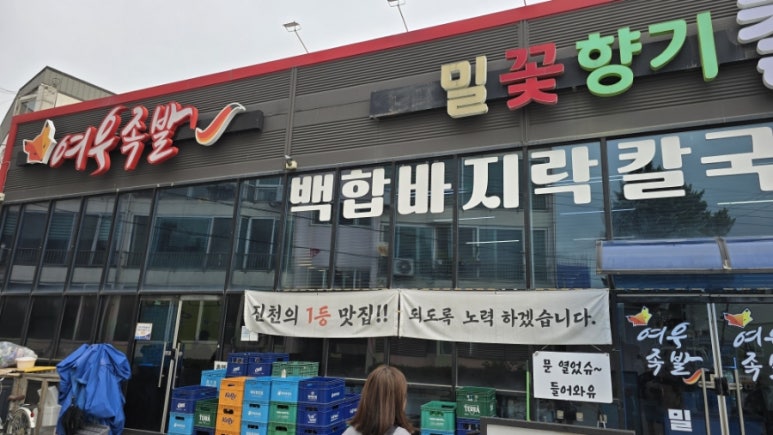 여우족발
밀꽃향기
백합바지락칼국
진천의 1등 맛집!! 되도록 노력 하겠습니다.
문 열었슈~
들어와유
여우
족발
밀
여우
족발
TERRA